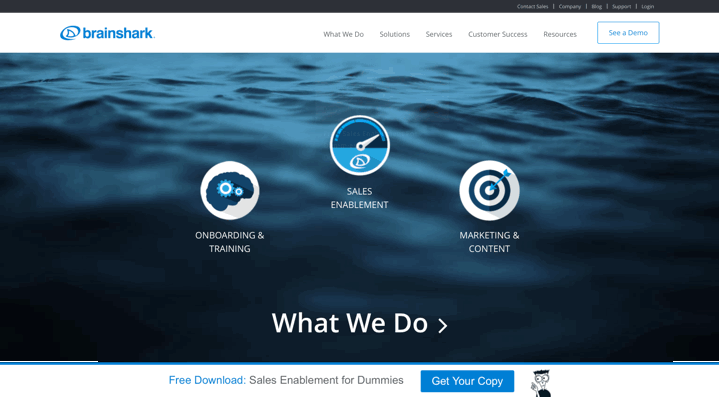 Contact Sales | Company | Blog | Support | Login
brainshark.
What We Do Solutions Services Customer Success Resources See a Demo
SALES
ENABLEMENT
ONBOARDING &
TRAINING
MARKETING &
CONTENT
What We Do >
Free Download: Sales Enablement for Dummies Get Your Copy